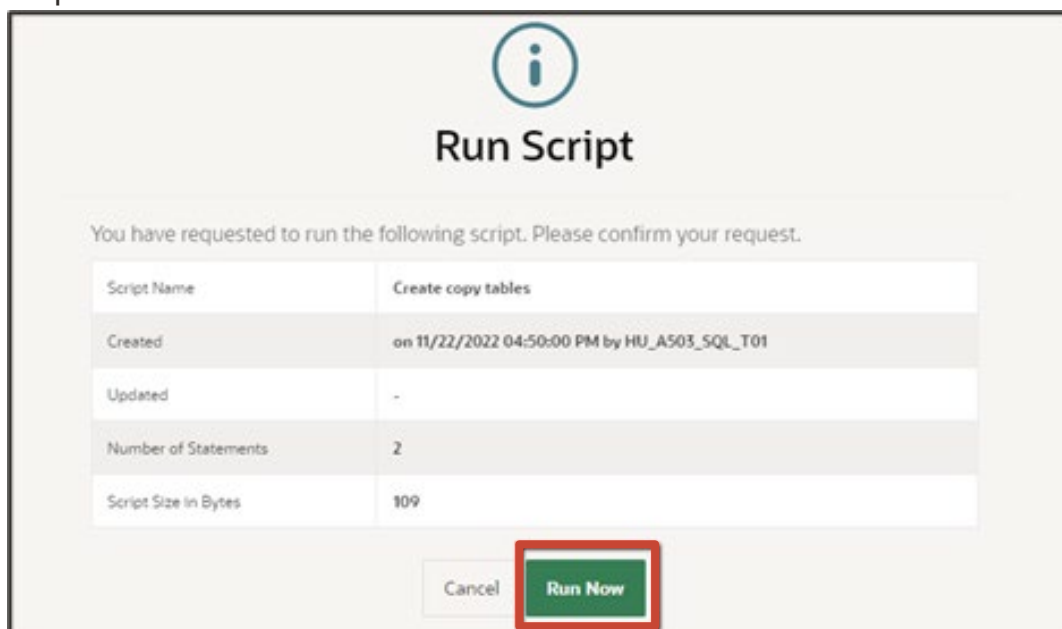 Run Script
You have requested to run the following script. Please confirm your request.
Script Name Create copy tables
Created on 11/22/2022 04:50:00 PM by HU_A503_SQL_T01
Updated -
Number of Statements 2
Script Size in Bytes 109
Cancel Run Now